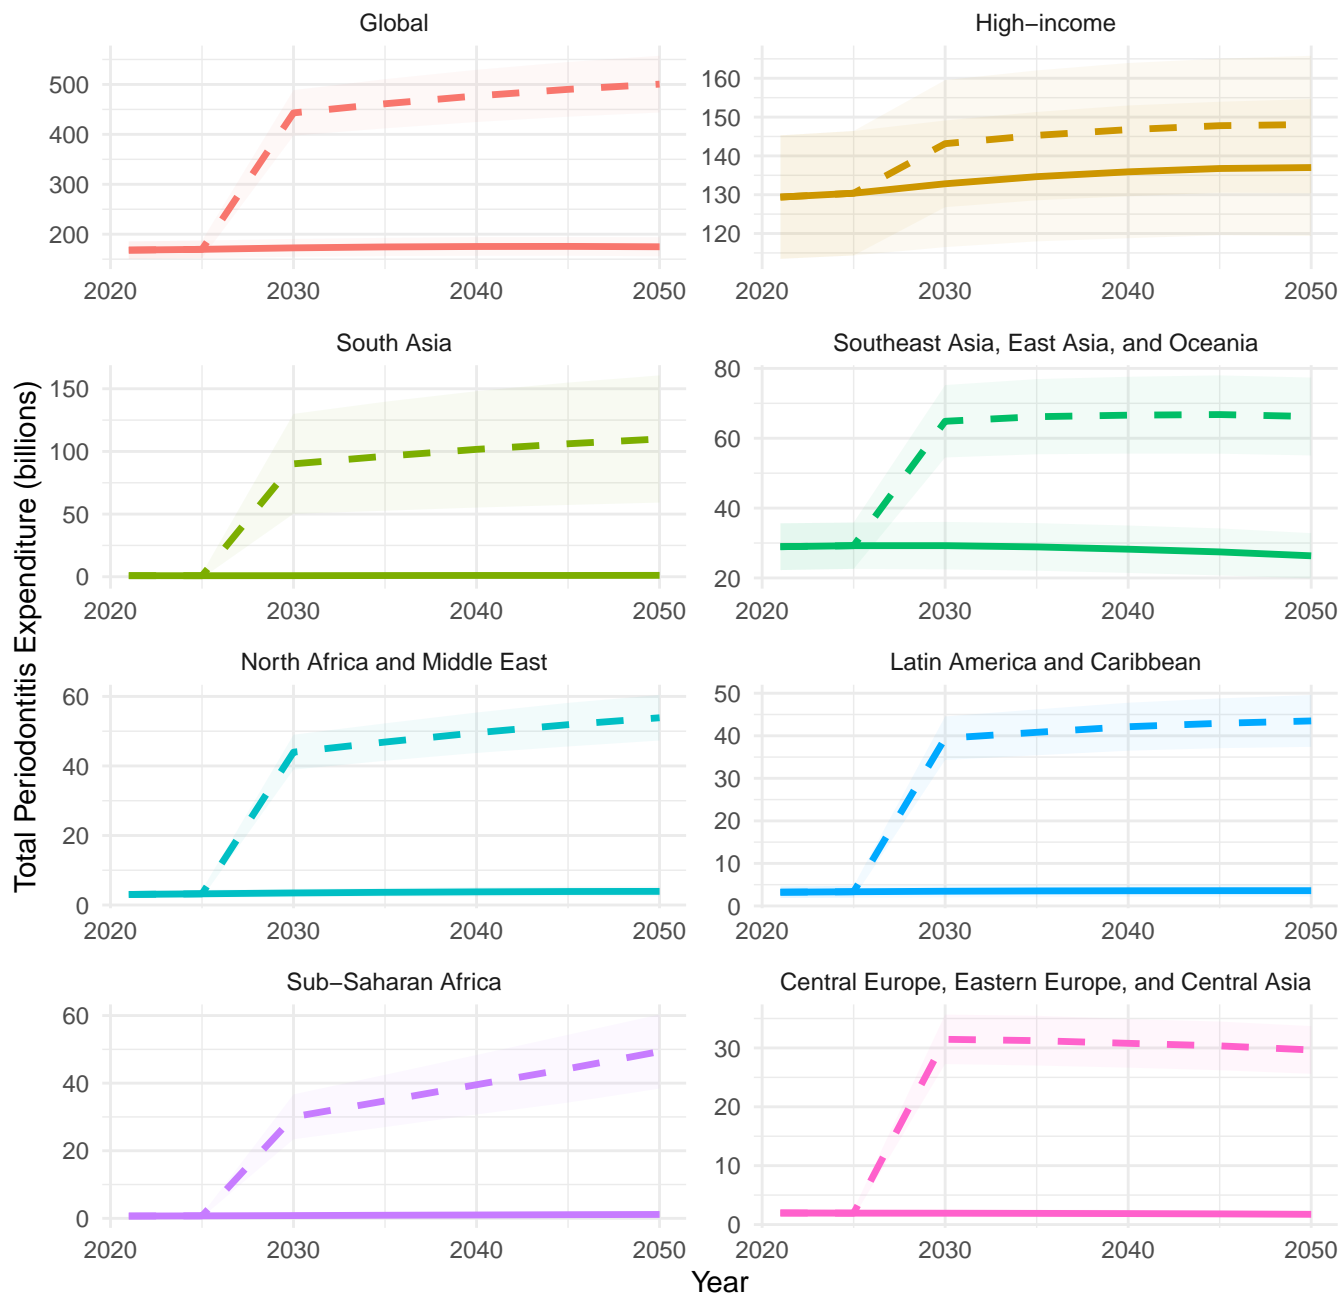 Global
High−income
500
400
300
200
2020 2030 2040 2050
160
150
140
130
120
2020 2030 2040 2050
South Asia
Southeast Asia, East Asia, and Oceania
150
100
50
0
2020 2030 2040 2050
80
60
40
20
2020 2030 2040 2050
Total Periodontitis Expenditure (billions)
North Africa and Middle East
Latin America and Caribbean
60
40
20
0
2020 2030 2040 2050
50
40
30
20
10
0
2020 2030 2040 2050
Sub−Saharan Africa
Central Europe, Eastern Europe, and Central Asia
60
40
20
0
2020 2030 2040 2050
30
20
10
0
2020 2030 2040 2050
Year